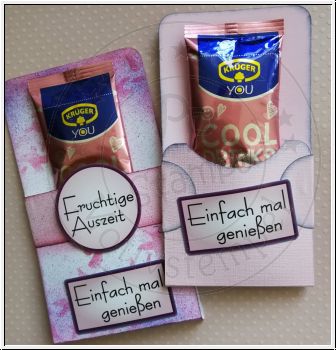 KRÜGER
YOU
Fruchtige
Auszeit
Einfach mal
genießen
KRÜGER
YOU
COOL
Einfach mal
genießen